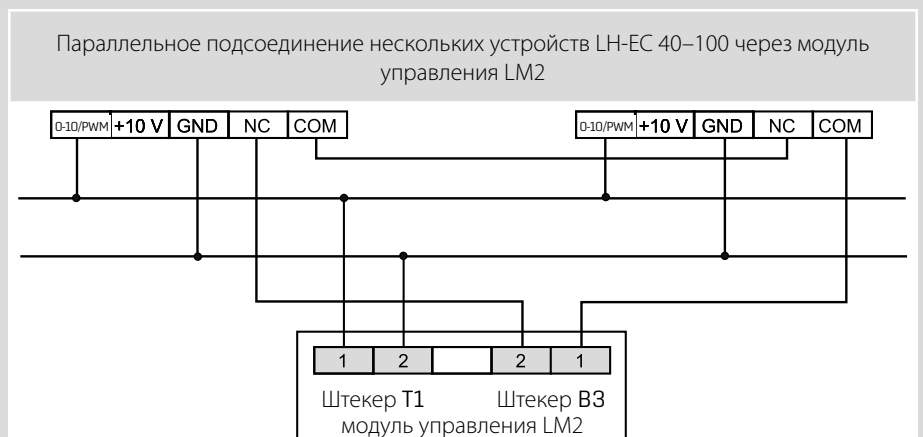 Параллельное подсоединение нескольких устройств LH-EC 40–100 через модуль
управления LM2
0-10/PWM +10 V GND NC COM 0-10/PWM +10 V GND NC COM
1 2 2 1
Штекер T1 Штекер B3
модуль управления LM2